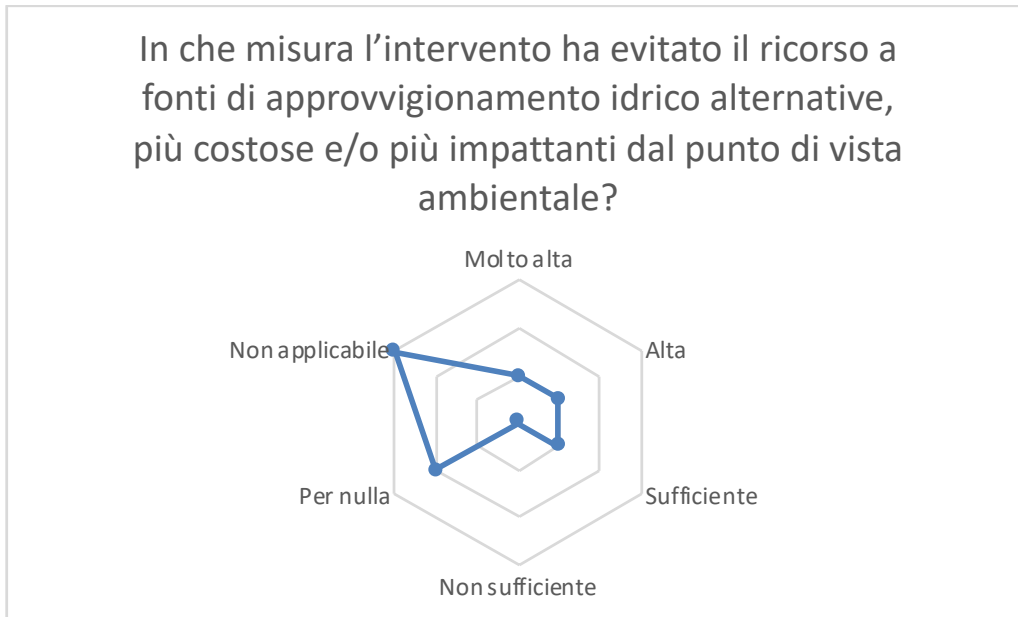 In che misura l’intervento ha evitato il ricorso a
fonti di approvvigionamento idrico alternative,
più costose e/o più impattanti dal punto di vista
ambientale?
Molto alta
Non applicabile
Alta
Per nulla
Sufficiente
Non sufficiente